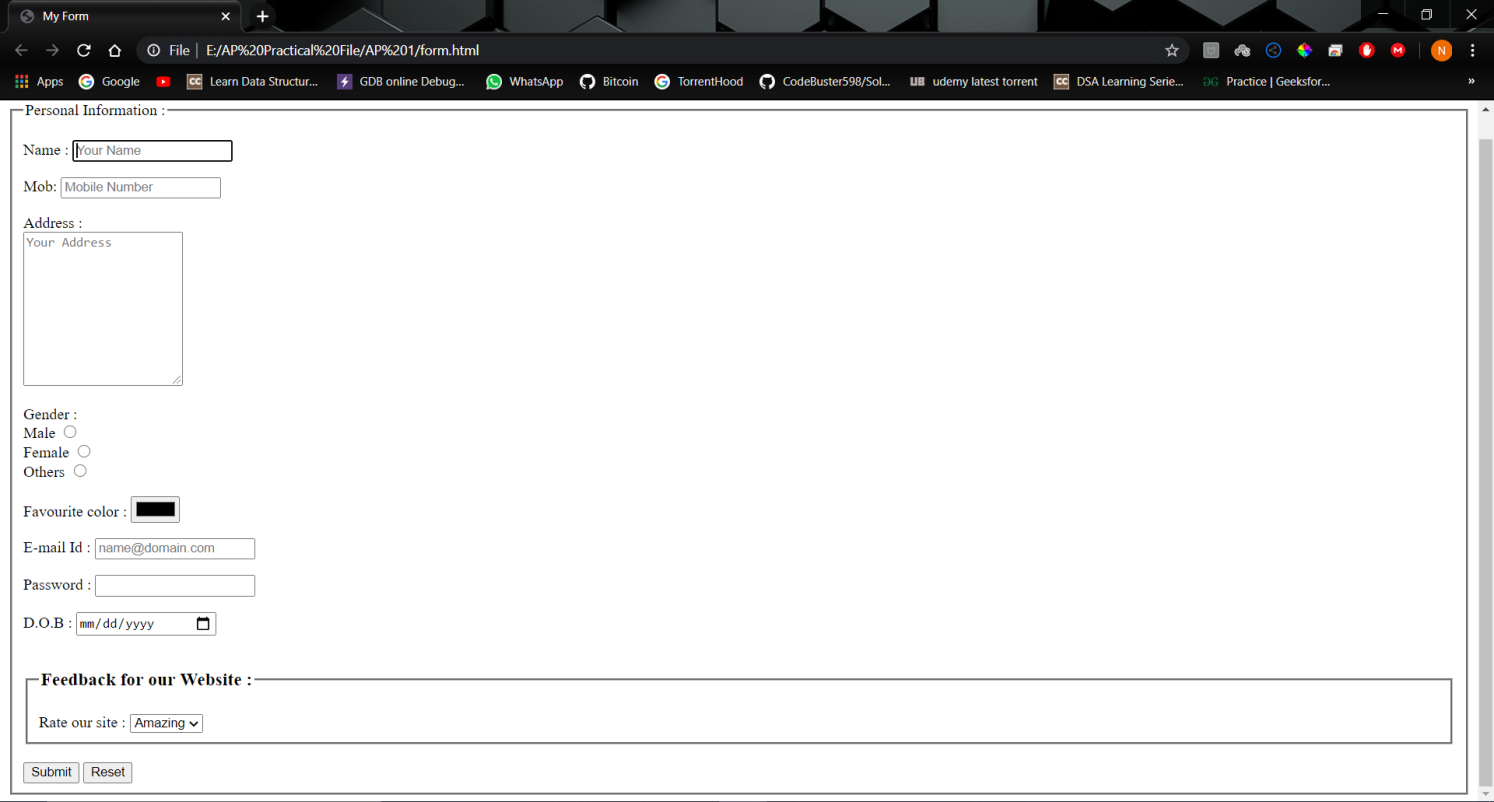 My Form
File E:/AP%20Practical%20File/AP%201/form.html
N
Apps Google Learn Data Structur... GDB online Debug... WhatsApp Bitcoin TorrentHood CodeBuster598/Sol... udemy latest torrent DSA Learning Serie... Practice | Geeksfor... »
Personal Information :
Name : Your Name
Mob: Mobile Number
Address :
Your Address
Gender :
Male
Female
Others
Favourite color :
E-mail Id : name@domain.com
Password :
D.O.B : mm/dd/yyyy
Feedback for our Website :
Rate our site : Amazing
Submit Reset